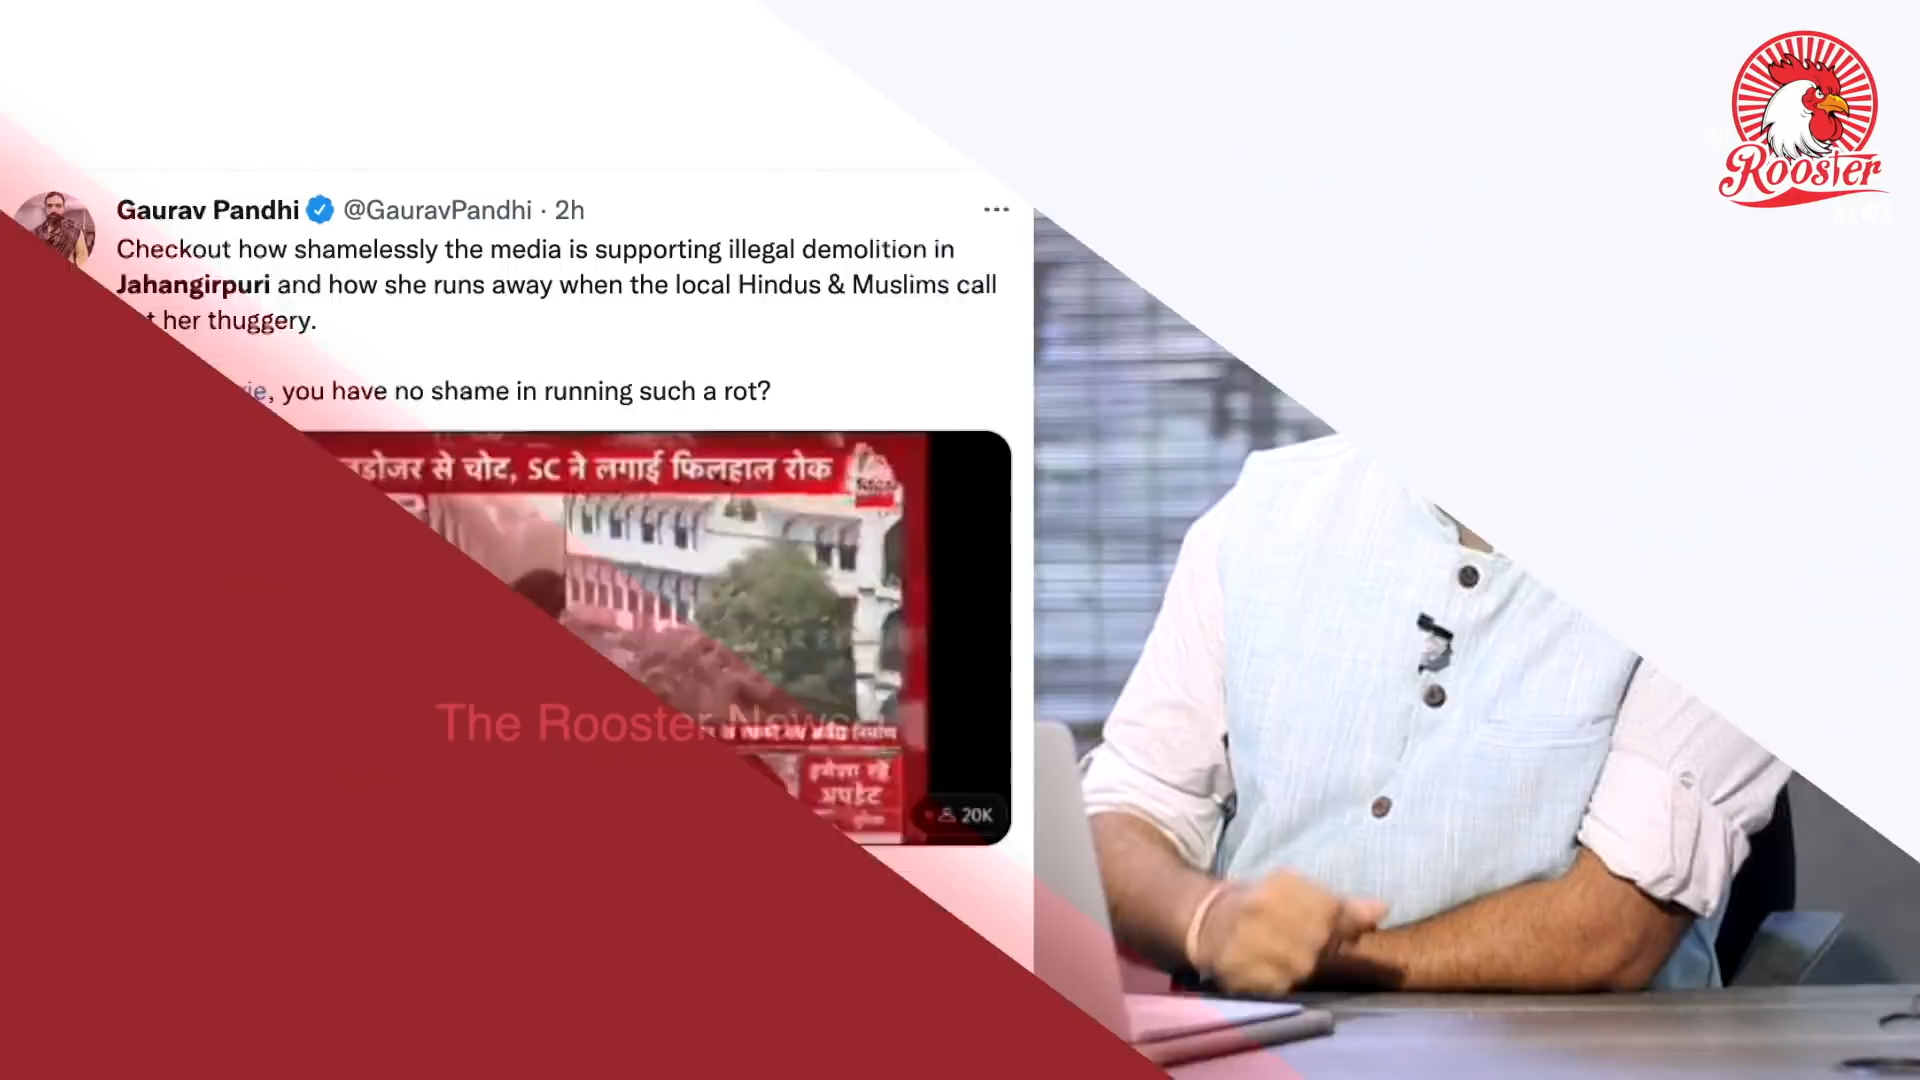 Rooster
Gaurav Pandhi @GauravPandhi · 2h
Checkout how shamelessly the media is supporting illegal demolition in
Jahangirpuri and how she runs away when the local Hindus & Muslims call
her thuggery.
, you have no shame in running such a rot?
से चोट, SC ने लगाई फिलहाल रोक
The Rooster News
हमेशा रहें
अपडेट
20K